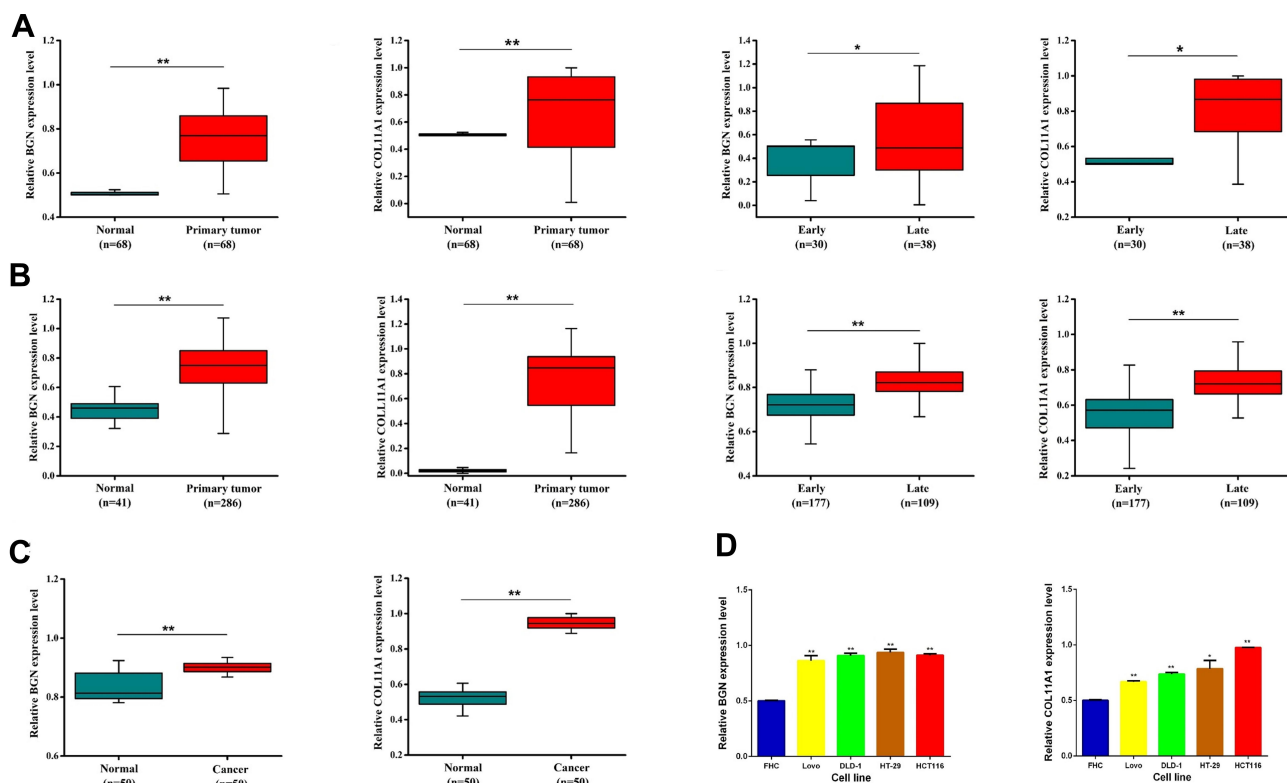 A
Relative BGN expression level
1.2
1.0
0.8
0.6
0.4
**
Normal
(n=68)
Primary tumor
(n=68)
Relative COL11A1 expression level
1.2
1.0
0.8
0.6
0.4
0.2
0.0
**
Normal
(n=68)
Primary tumor
(n=68)
Relative BGN expression level
1.4
1.2
1.0
0.8
0.6
0.4
0.2
0.0
*
Early
(n=30)
Late
(n=38)
Relative COL11A1 expression level
1.2
1.0
0.8
0.6
0.4
0.2
*
Early
(n=30)
Late
(n=38)
B
Relative BGN expression level
1.2
1.0
0.8
0.6
0.4
0.2
0.0
**
Normal
(n=41)
Primary tumor
(n=286)
Relative COLL11A1 expression level
1.4
1.2
1.0
0.8
0.6
0.4
0.2
0.0
**
Normal
(n=41)
Primary tumor
(n=286)
Relative BGN expression level
1.2
1.0
0.8
0.6
0.4
**
Early
(n=177)
Late
(n=109)
Relative COL11A1 expression level
1.2
1.0
0.8
0.6
0.4
0.2
**
Early
(n=177)
Late
(n=109)
C
Relative BGN expression level
1.2
1.0
0.8
0.6
**
Normal
(n=50)
Cancer
(n=50)
Relative COL11A1 expression level
1.2
1.0
0.8
0.6
0.4
0.2
**
Normal
(n=50)
Cancer
(n=50)
D
Relative BGN expression level
1.5
1.0
0.5
0.0
**
**
**
**
FHC
Lovo
DLD-1
HT-29
HCT116
Cell line
Relative COL11A1 expression level
1.5
1.0
0.5
0.0
**
**
*
**
FHC
Lovo
DLD-1
HT-29
HCT116
Cell line